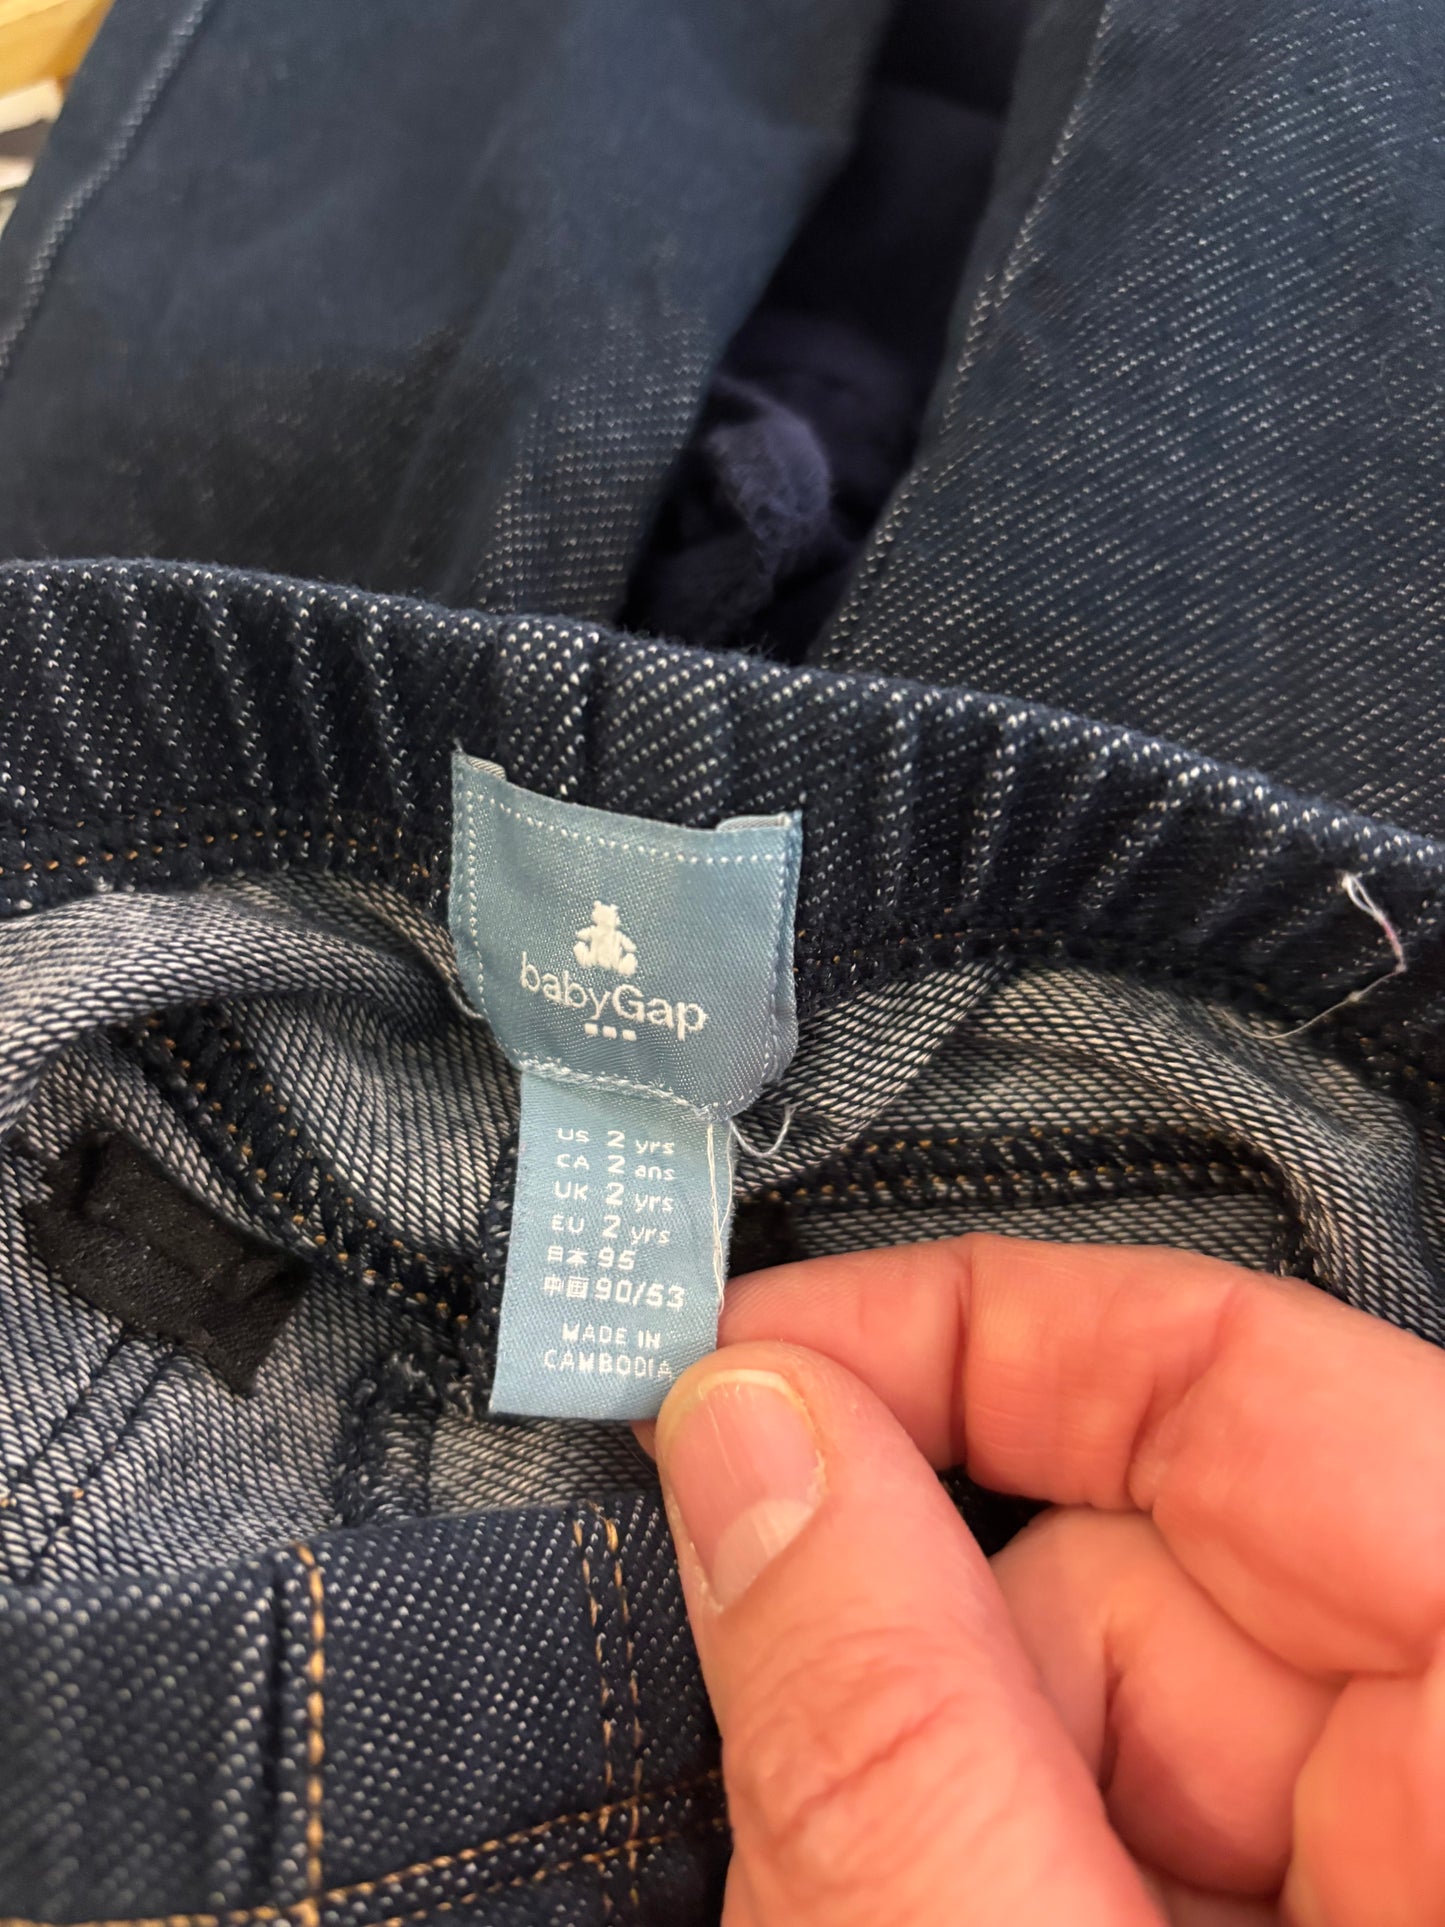 babyGap
US 2 yrs
CA 2 ans
UK 2 yrs
EU 2 yrs
日本 95
中国 90/53
MADE IN
CAMBODIA